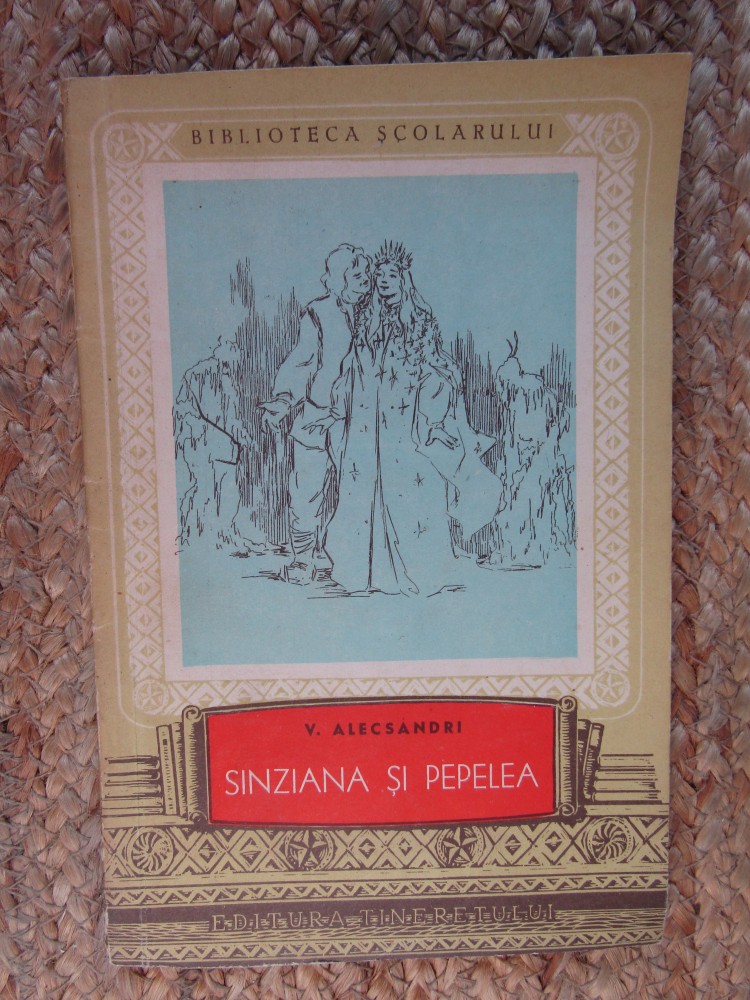 BIBLIOTECA ȘCOLARULUI
V. ALECSANDRI
SINZIANA ȘI PEPELEA
EDITURA TINERETULUI